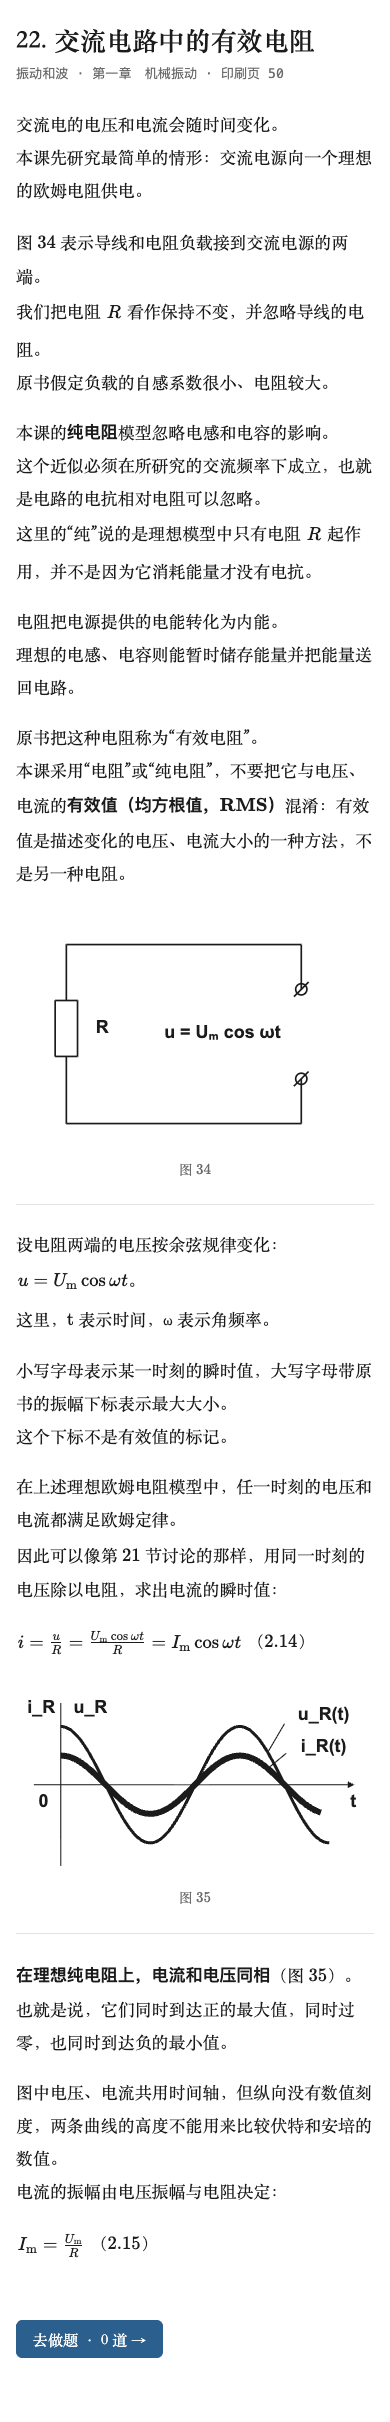 22. 交流电路中的有效电阻
振动和波 · 第一章 机械振动 · 印刷页 50
交流电的电压和电流会随时间变化。
本课先研究最简单的情形：交流电源向一个理想
的欧姆电阻供电。
图 34 表示导线和电阻负载接到交流电源的两
端。
我们把电阻 R 看作保持不变，并忽略导线的电
阻。
原书假定负载的自感系数很小、电阻较大。
本课的纯电阻模型忽略电感和电容的影响。
这个近似必须在所研究的交流频率下成立，也就
是电路的电抗相对电阻可以忽略。
这里的“纯”说的是理想模型中只有电阻 R 起作
用，并不是因为它消耗能量才没有电抗。
电阻把电源提供的电能转化为内能。
理想的电感、电容则能暂时储存能量并把能量送
回电路。
原书把这种电阻称为“有效电阻”。
本课采用“电阻”或“纯电阻”，不要把它与电压、
电流的有效值（均方根值，RMS）混淆：有效
值是描述变化的电压、电流大小的一种方法，不
是另一种电阻。
R
u = Uₘ cos ωt
图 34
设电阻两端的电压按余弦规律变化：
u = U_m cos ωt。
这里，t 表示时间，ω 表示角频率。
小写字母表示某一时刻的瞬时值，大写字母带原
书的振幅下标表示最大大小。
这个下标不是有效值的标记。
在上述理想欧姆电阻模型中，任一时刻的电压和
电流都满足欧姆定律。
因此可以像第 21 节讨论的那样，用同一时刻的
电压除以电阻，求出电流的瞬时值：
i = u/R = U_m cos ωt/R = I_m cos ωt （2.14）
i_R u_R
u_R(t)
i_R(t)
0 t
图 35
在理想纯电阻上，电流和电压同相（图 35）。
也就是说，它们同时到达正的最大值，同时过
零，也同时到达负的最小值。
图中电压、电流共用时间轴，但纵向没有数值刻
度，两条曲线的高度不能用来比较伏特和安培的
数值。
电流的振幅由电压振幅与电阻决定：
I_m = U_m/R （2.15）
去做题 · 0 道 →